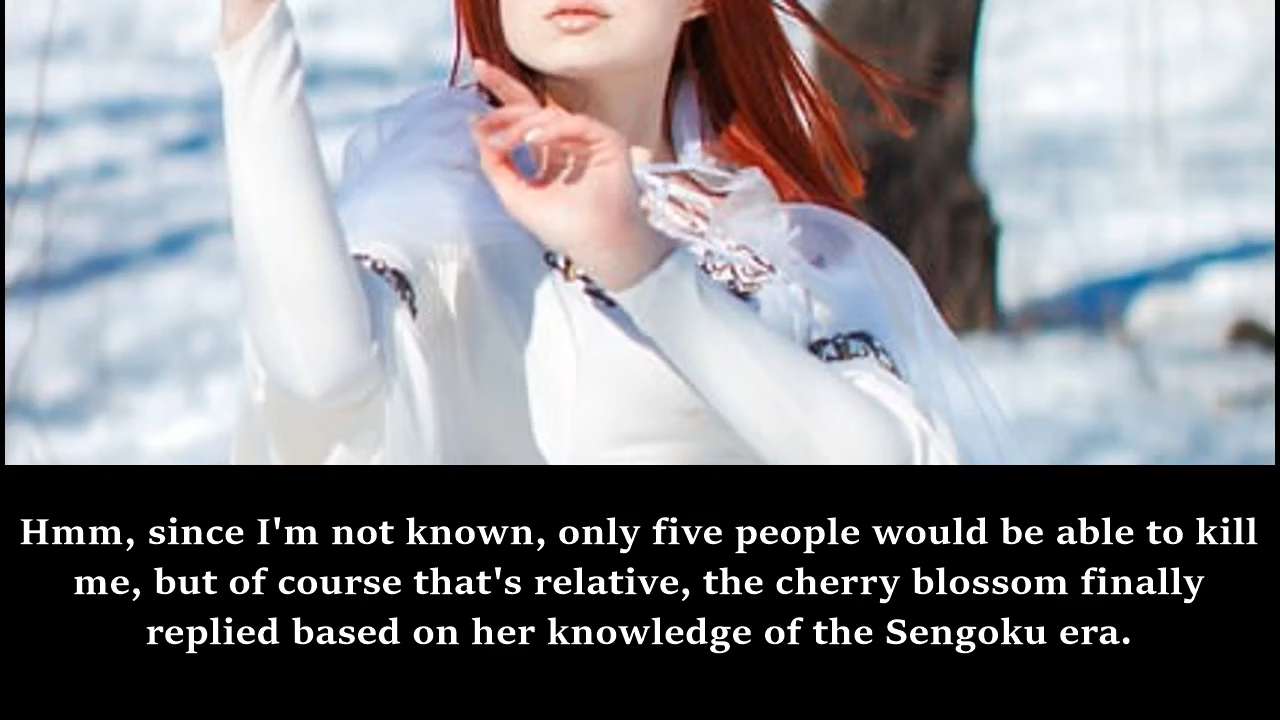 Hmm, since I'm not known, only five people would be able to kill
me, but of course that's relative, the cherry blossom finally
replied based on her knowledge of the Sengoku era.